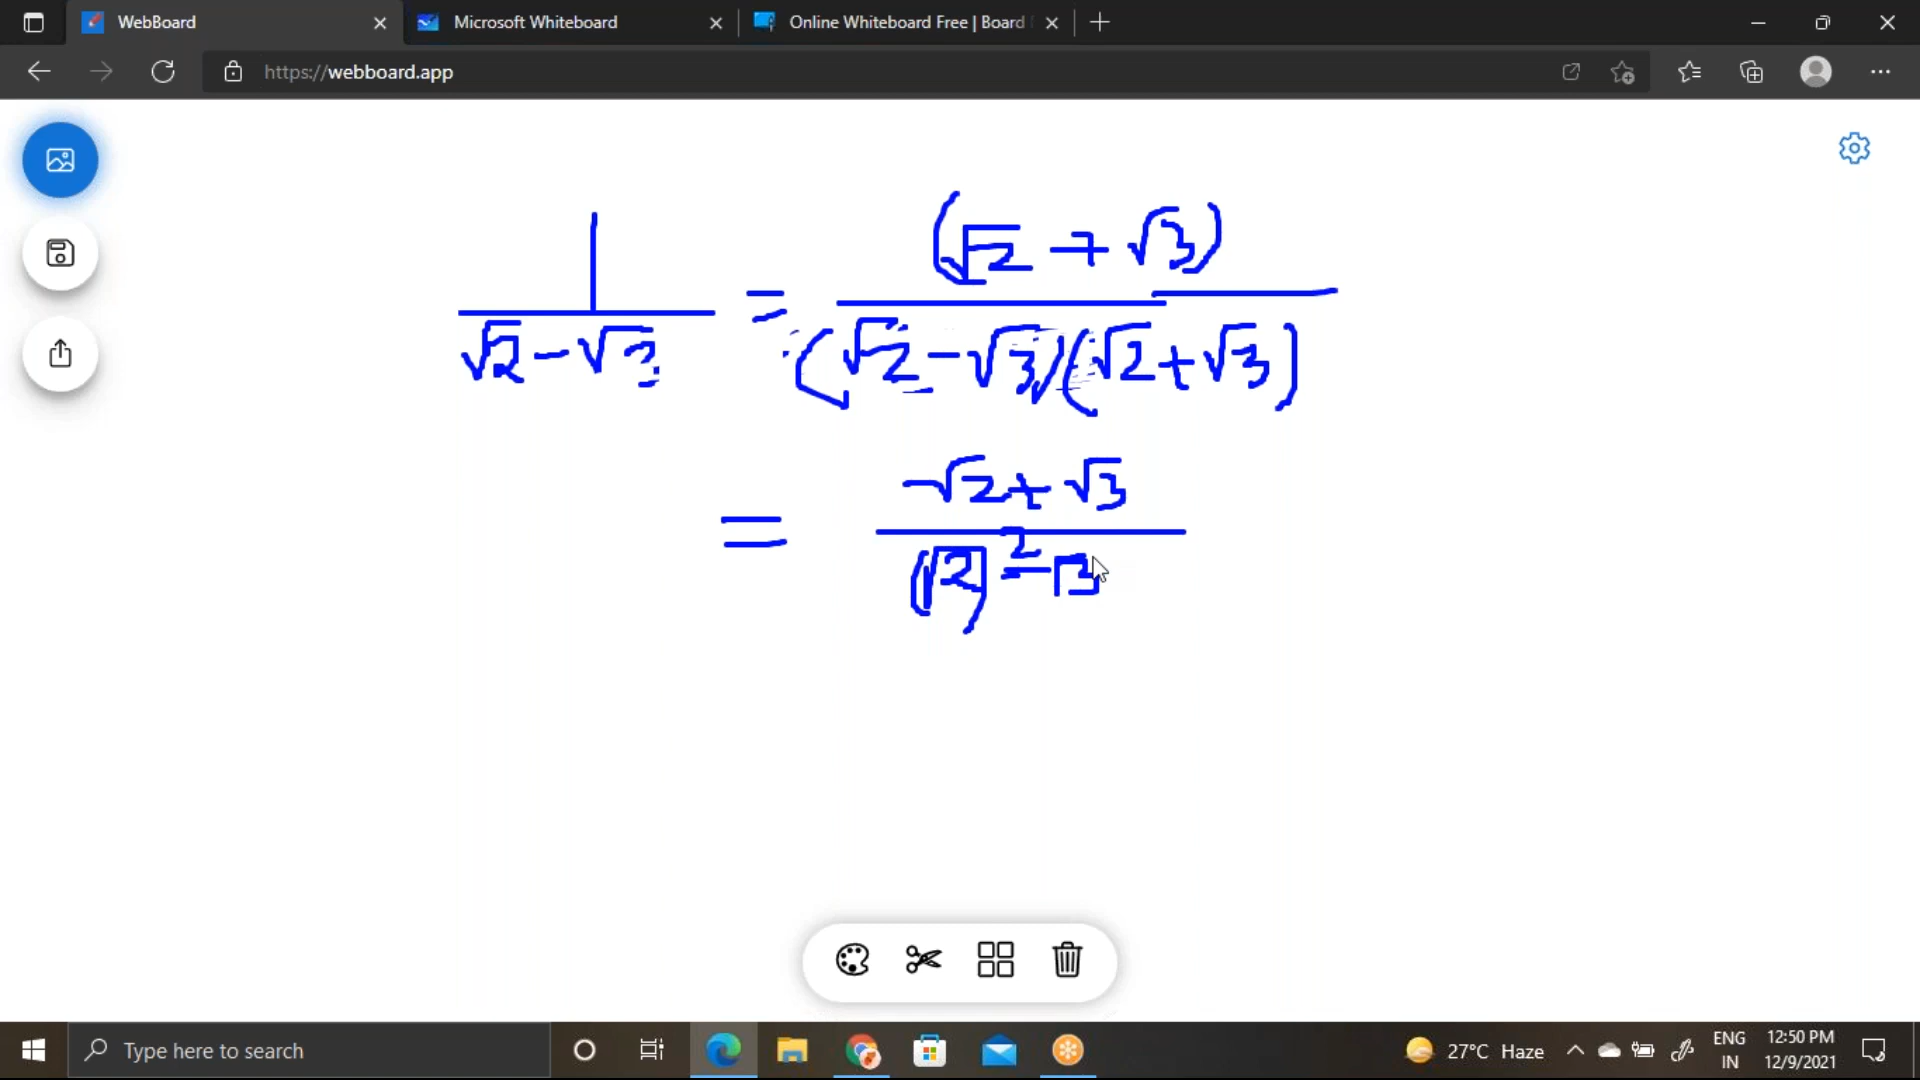 WebBoard
Microsoft Whiteboard
Online Whiteboard Free | Board
https://webboard.app
1/(√2-√3) = (√2+√3)/((√2-√3)(√2+√3))
= (√2+√3)/((√2)²-√3
Type here to search
27°C Haze
ENG
IN
12:50 PM
12/9/2021